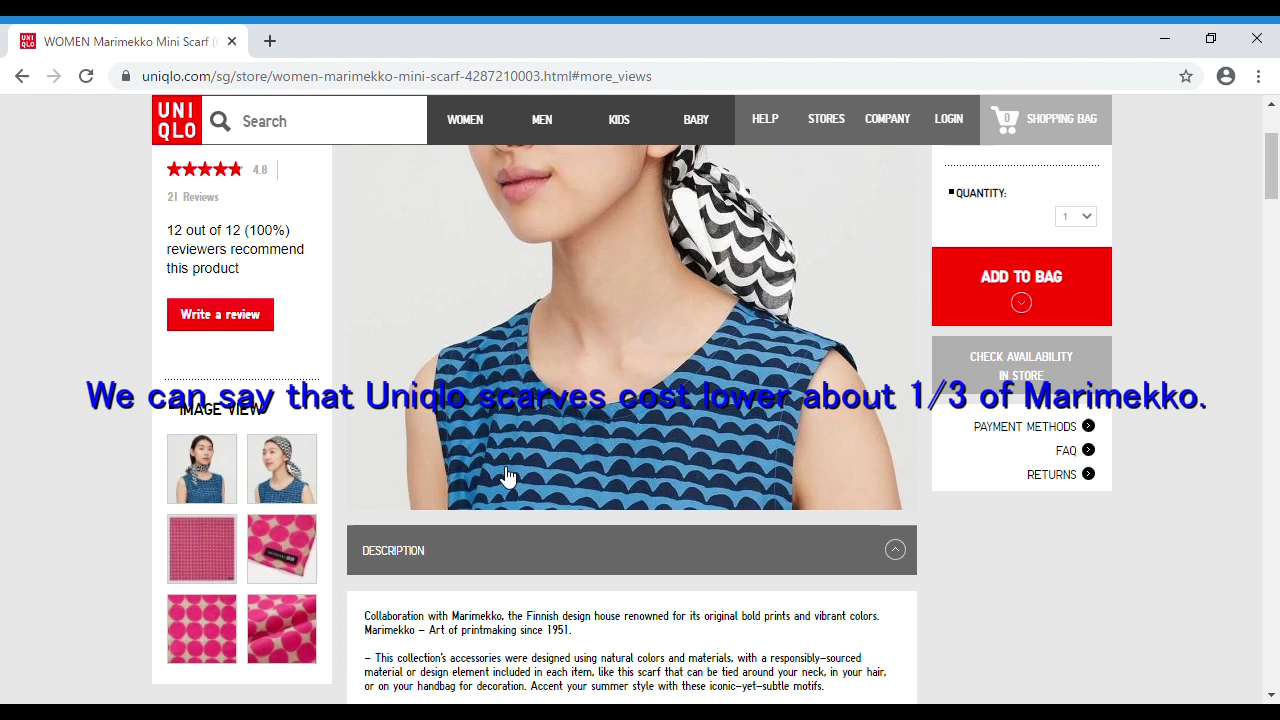 WOMEN Marimekko Mini Scarf
uniqlo.com/sg/store/women-marimekko-mini-scarf-4287210003.html#more_views
UNI
QLO
Search
WOMEN
MEN
KIDS
BABY
HELP
STORES
COMPANY
LOGIN
0
SHOPPING BAG
4.8
21 Reviews
12 out of 12 (100%)
reviewers recommend
this product
Write a review
QUANTITY:
1
ADD TO BAG
CHECK AVAILABILITY
IN STORE
We can say that Uniqlo scarves cost lower about 1/3 of Marimekko.
IMAGE VIEW
PAYMENT METHODS
FAQ
RETURNS
DESCRIPTION
Collaboration with Marimekko, the Finnish design house renowned for its original bold prints and vibrant colors.
Marimekko – Art of printmaking since 1951.
– This collection's accessories were designed using natural colors and materials, with a responsibly-sourced
material or design element included in each item, like this scarf that can be tied around your neck, in your hair,
or on your handbag for decoration. Accent your summer style with these iconic-yet-subtle motifs.